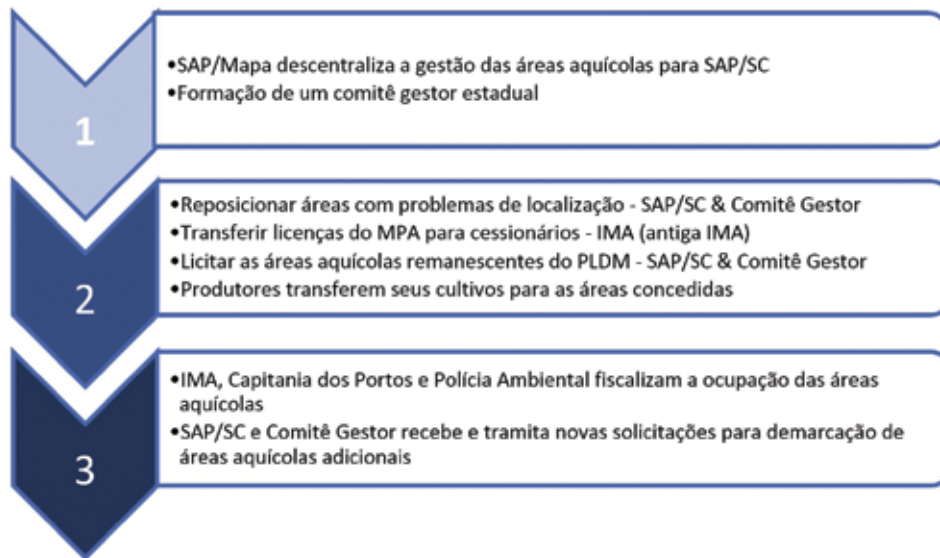 1
•SAP/Mapa descentraliza a gestão das áreas aquícolas para SAP/SC
•Formação de um comitê gestor estadual
2
•Reposicionar áreas com problemas de localização - SAP/SC & Comitê Gestor
•Transferir licenças do MPA para cessionários - IMA (antiga IMA)
•Licitar as áreas aquícolas remanescentes do PLDM - SAP/SC & Comitê Gestor
•Produtores transferem seus cultivos para as áreas concedidas
3
•IMA, Capitania dos Portos e Polícia Ambiental fiscalizam a ocupação das áreas
aquícolas
•SAP/SC e Comitê Gestor recebe e tramita novas solicitações para demarcação de
áreas aquícolas adicionais